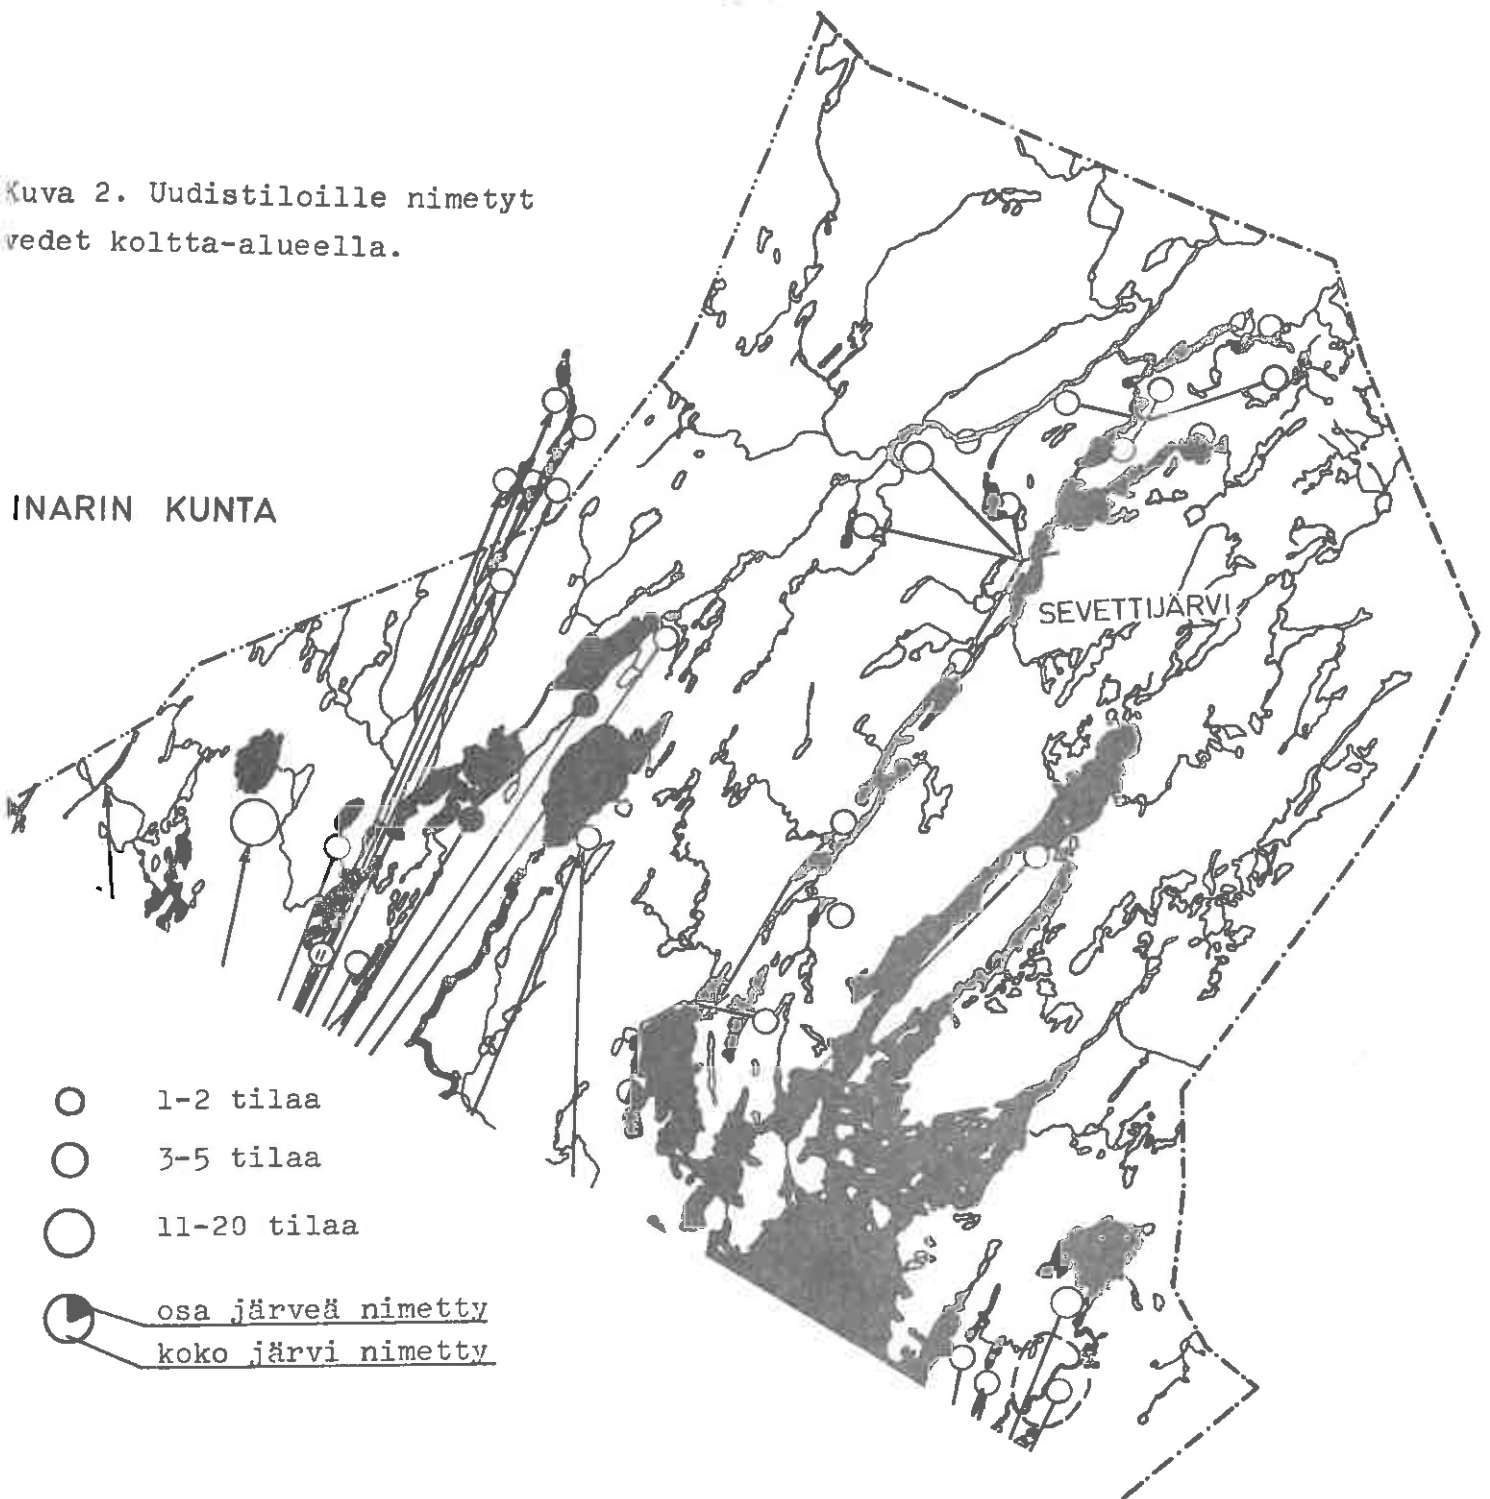 Kuva 2. Uudistiloille nimetyt
vedet koltta-alueella.
INARIN KUNTA
SEVETTIJÄRVI
1-2 tilaa
3-5 tilaa
11-20 tilaa
osa järveä nimetty
koko järvi nimetty